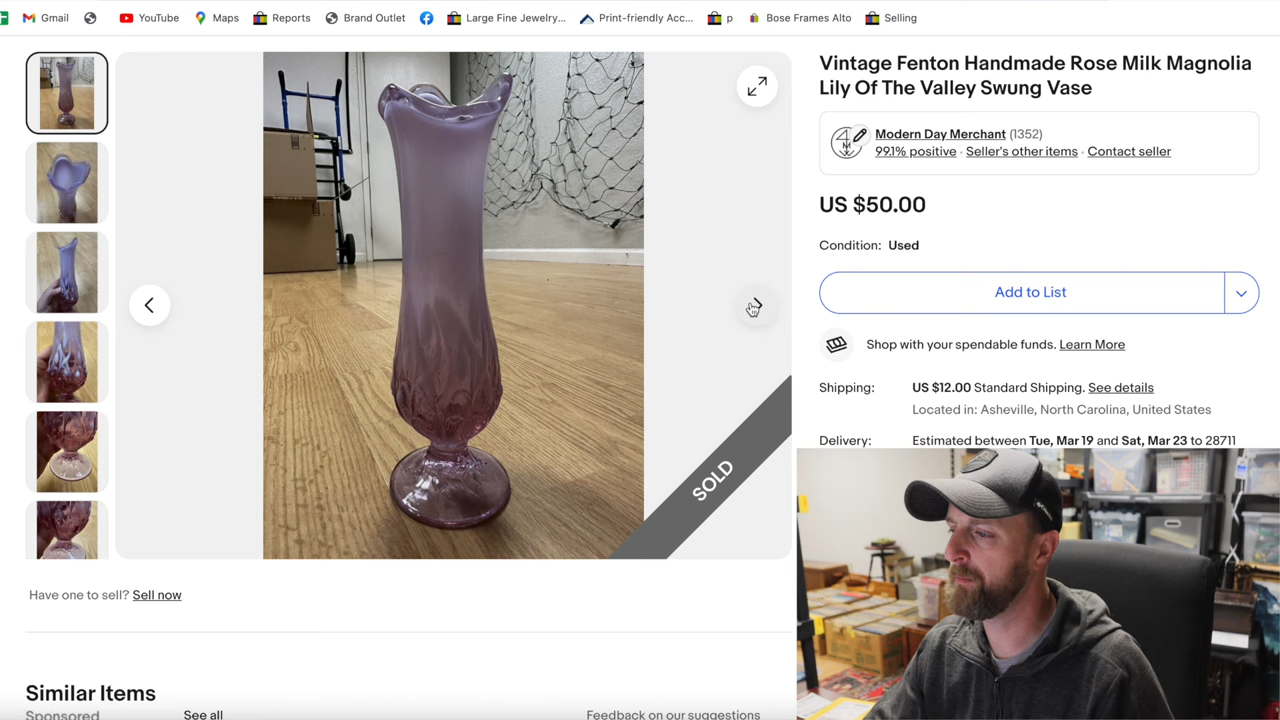 Gmail
YouTube
Maps
Reports
Brand Outlet
Large Fine Jewelry...
Print-friendly Acc...
p
Bose Frames Alto
Selling
Vintage Fenton Handmade Rose Milk Magnolia
Lily Of The Valley Swung Vase
Modern Day Merchant (1352)
99.1% positive · Seller's other items · Contact seller
US $50.00
Condition: Used
Add to List
Shop with your spendable funds. Learn More
Shipping: US $12.00 Standard Shipping. See details
Located in: Asheville, North Carolina, United States
Delivery: Estimated between Tue, Mar 19 and Sat, Mar 23 to 28711
SOLD
Have one to sell? Sell now
Similar Items
Sponsored See all Feedback on our suggestions